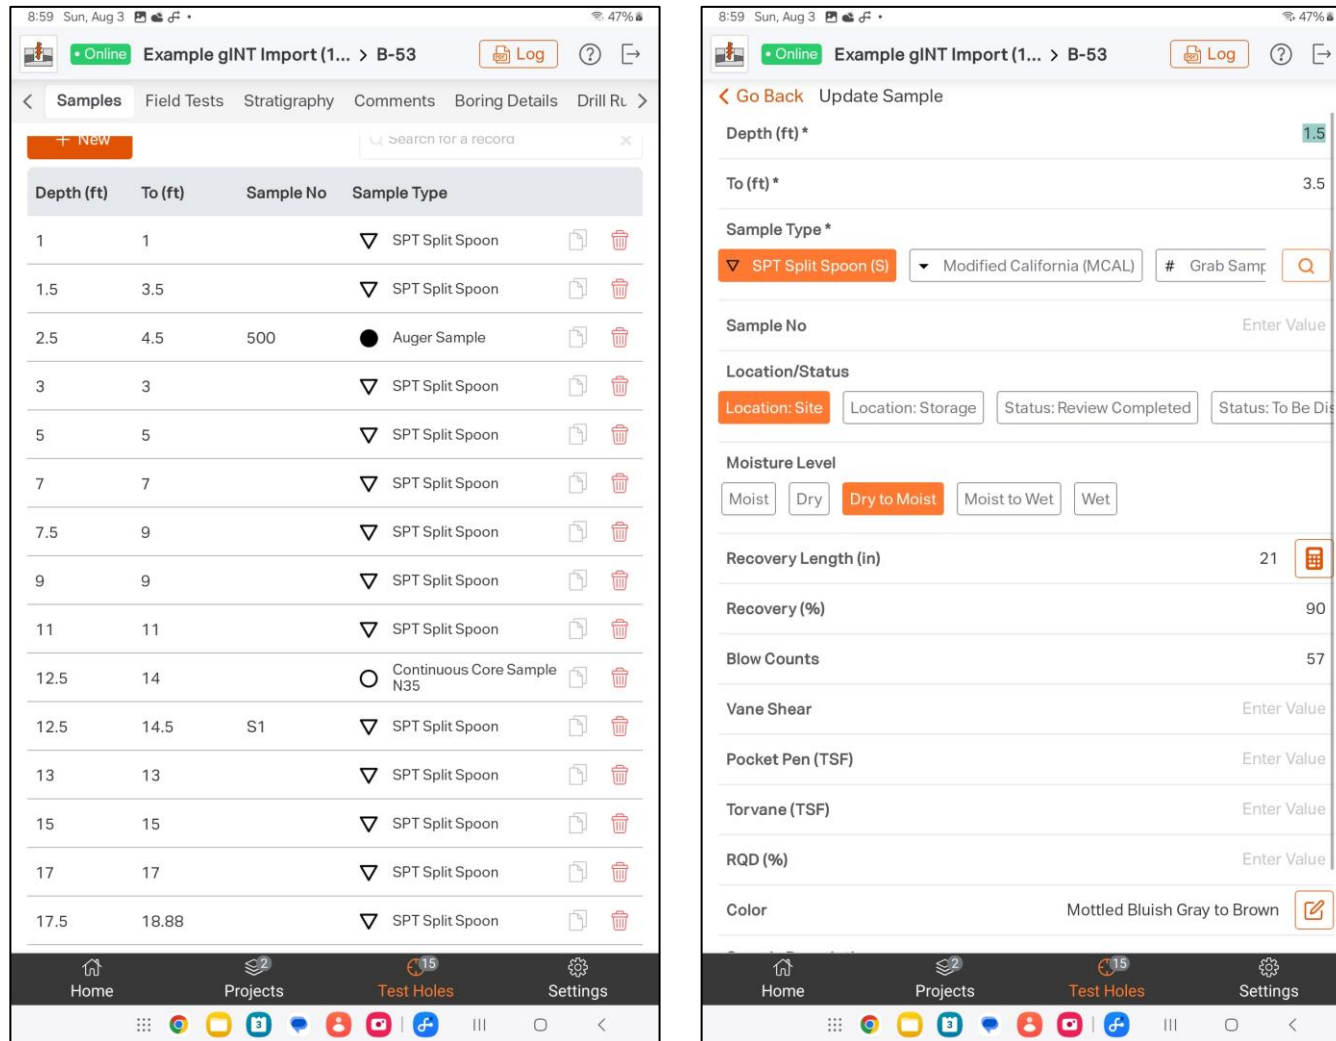 8:59 Sun, Aug 3
47%
• Online Example gINT Import (1... > B-53 Log ?
< Samples Field Tests Stratigraphy Comments Boring Details Drill Ru >
+ New Search for a record ×
Depth (ft) To (ft) Sample No Sample Type
1 1 SPT Split Spoon
1.5 3.5 SPT Split Spoon
2.5 4.5 500 Auger Sample
3 3 SPT Split Spoon
5 5 SPT Split Spoon
7 7 SPT Split Spoon
7.5 9 SPT Split Spoon
9 9 SPT Split Spoon
11 11 SPT Split Spoon
12.5 14 Continuous Core Sample
N35
12.5 14.5 S1 SPT Split Spoon
13 13 SPT Split Spoon
15 15 SPT Split Spoon
17 17 SPT Split Spoon
17.5 18.88 SPT Split Spoon
2 15
Home Projects Test Holes Settings
3
8:59 Sun, Aug 3
47%
• Online Example gINT Import (1... > B-53 Log ?
< Go Back Update Sample
Depth (ft) * 1.5
To (ft) * 3.5
Sample Type *
SPT Split Spoon (S) Modified California (MCAL) # Grab Samp
Sample No Enter Value
Location/Status
Location: Site Location: Storage Status: Review Completed Status: To Be Dis
Moisture Level
Moist Dry Dry to Moist Moist to Wet Wet
Recovery Length (in) 21
Recovery (%) 90
Blow Counts 57
Vane Shear Enter Value
Pocket Pen (TSF) Enter Value
Torvane (TSF) Enter Value
RQD (%) Enter Value
Color Mottled Bluish Gray to Brown
2 15
Home Projects Test Holes Settings
3